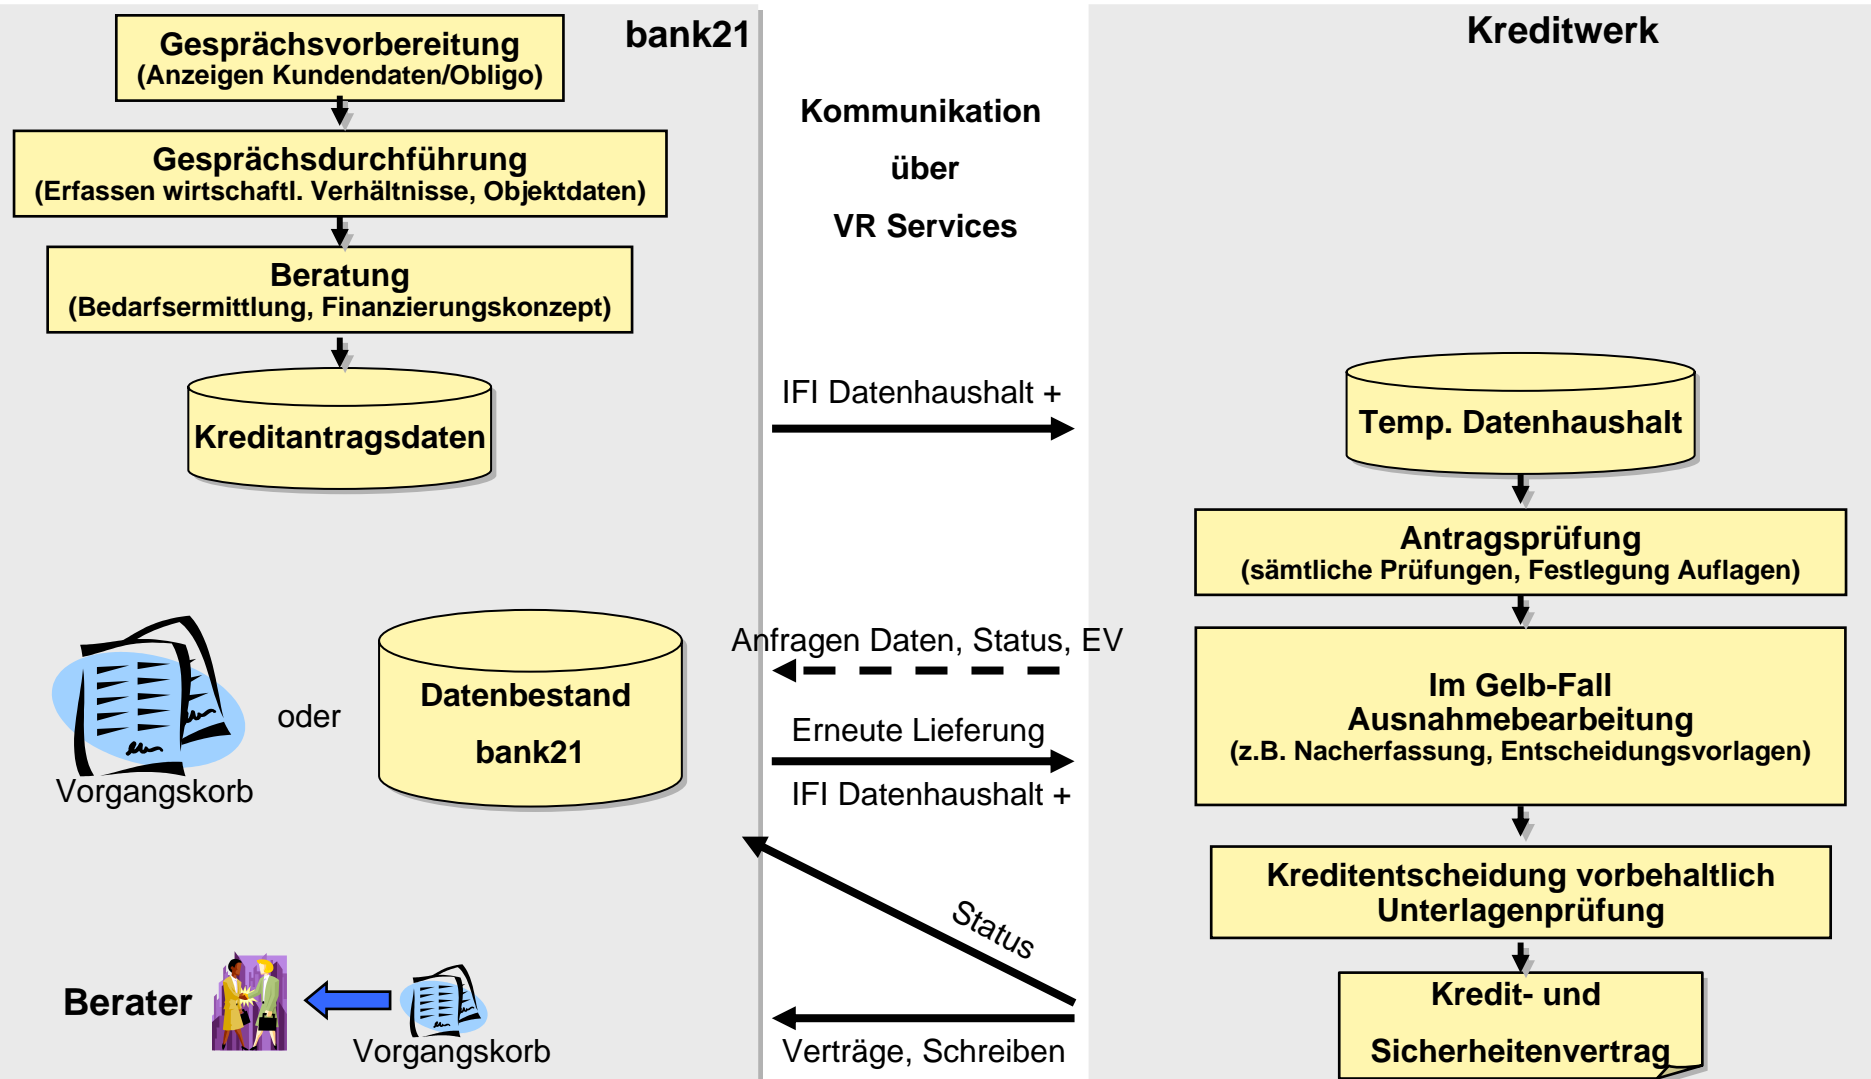 bank21
Gesprächsvorbereitung
(Anzeigen Kundendaten/Obligo)
Gesprächsdurchführung
(Erfassen wirtschaftl. Verhältnisse, Objektdaten)
Beratung
(Bedarfsermittlung, Finanzierungskonzept)
Kreditantragsdaten
Vorgangskorb
oder
Datenbestand
bank21
Berater
Vorgangskorb
Kommunikation
über
VR Services
IFI Datenhaushalt +
Anfragen Daten, Status, EV
Erneute Lieferung
IFI Datenhaushalt +
Status
Verträge, Schreiben
Kreditwerk
Temp. Datenhaushalt
Antragsprüfung
(sämtliche Prüfungen, Festlegung Auflagen)
Im Gelb-Fall
Ausnahmebearbeitung
(z.B. Nacherfassung, Entscheidungsvorlagen)
Kreditentscheidung vorbehaltlich
Unterlagenprüfung
Kredit- und
Sicherheitenvertrag